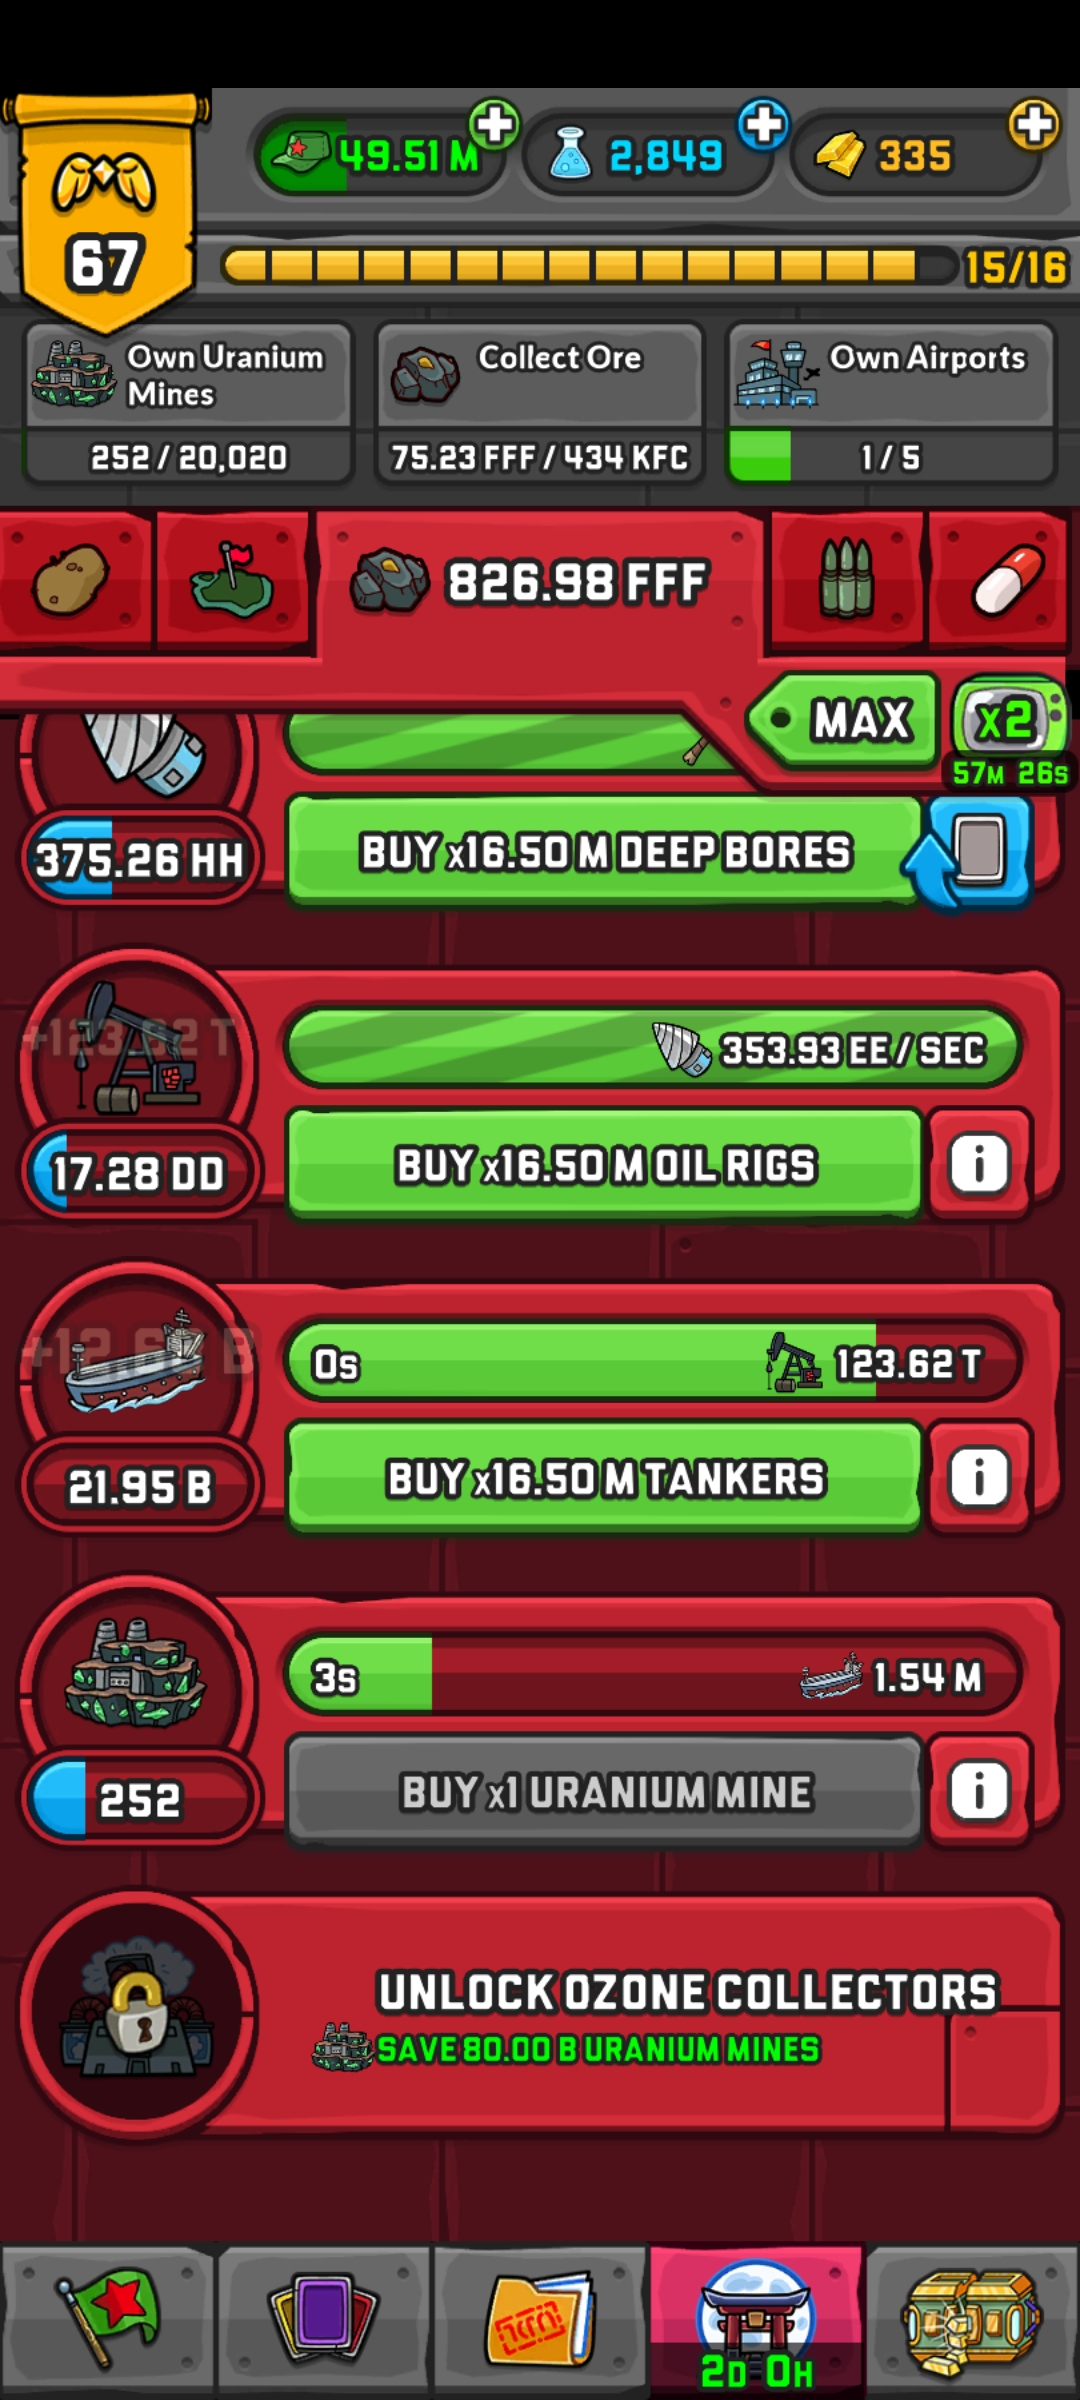 49.51 M
2,849
335
67
15/16
Own Uranium
Mines
252 / 20,020
Collect Ore
75.23 FFF / 434 KFC
Own Airports
1 / 5
826.98 FFF
MAX
x2
57M 26S
375.26 HH
BUY x16.50 M DEEP BORES
+123.62 T
353.93 EE / SEC
17.28 DD
BUY x16.50 M OIL RIGS
i
0s
123.62 T
21.95 B
BUY x16.50 M TANKERS
i
3s
1.54 M
252
BUY x1 URANIUM MINE
i
UNLOCK OZONE COLLECTORS
SAVE 80.00 B URANIUM MINES
2D 0H